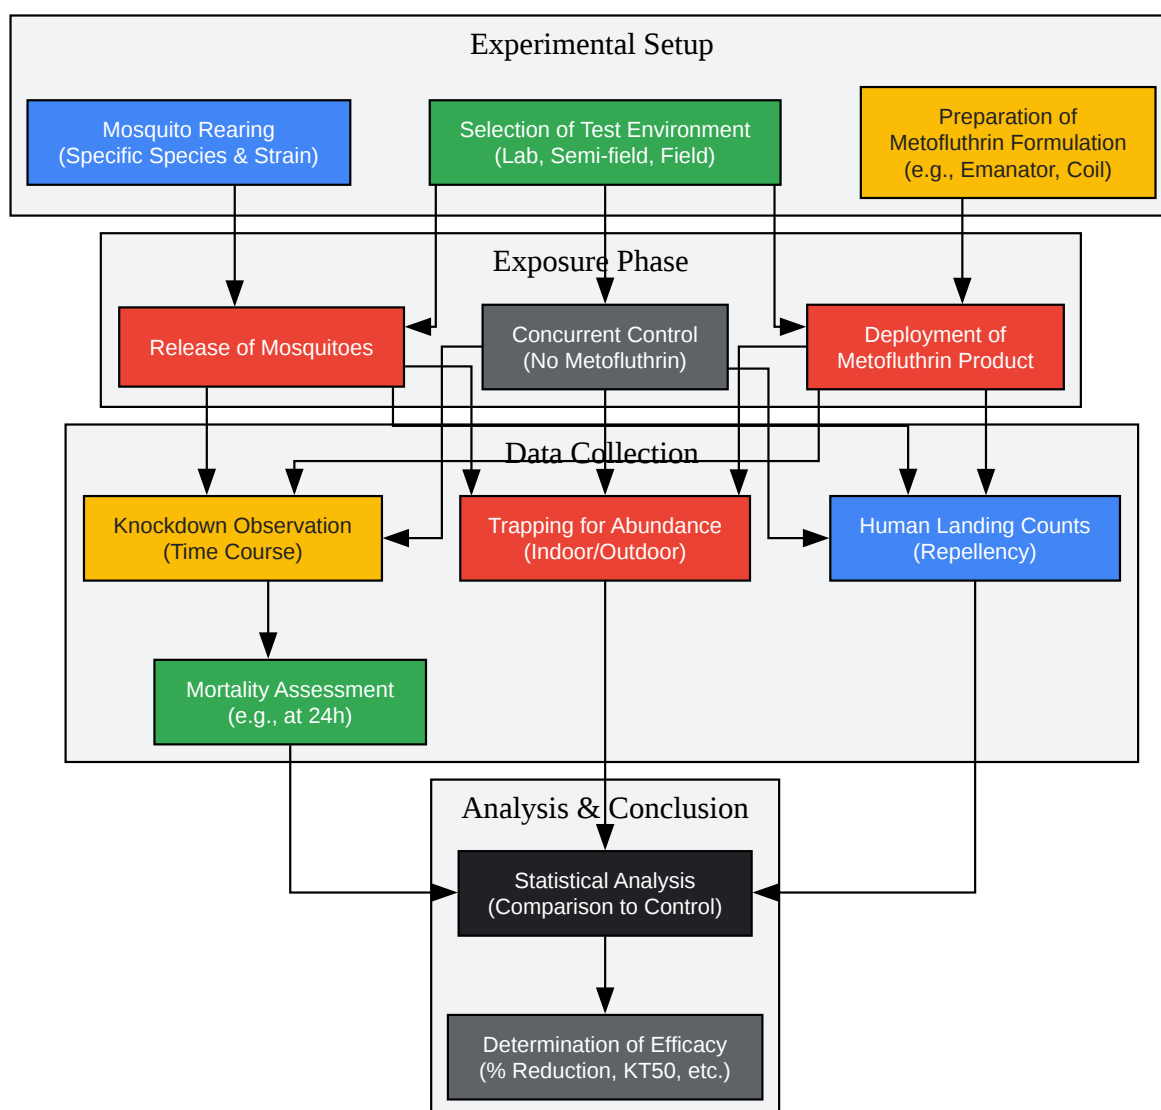 Experimental Setup
Mosquito Rearing
(Specific Species & Strain)
Selection of Test Environment
(Lab, Semi-field, Field)
Preparation of
Metofluthrin Formulation
(e.g., Emanator, Coil)
Exposure Phase
Release of Mosquitoes
Concurrent Control
(No Metofluthrin)
Deployment of
Metofluthrin Product
Data Collection
Knockdown Observation
(Time Course)
Trapping for Abundance
(Indoor/Outdoor)
Human Landing Counts
(Repellency)
Mortality Assessment
(e.g., at 24h)
Analysis & Conclusion
Statistical Analysis
(Comparison to Control)
Determination of Efficacy
(% Reduction, KT50, etc.)